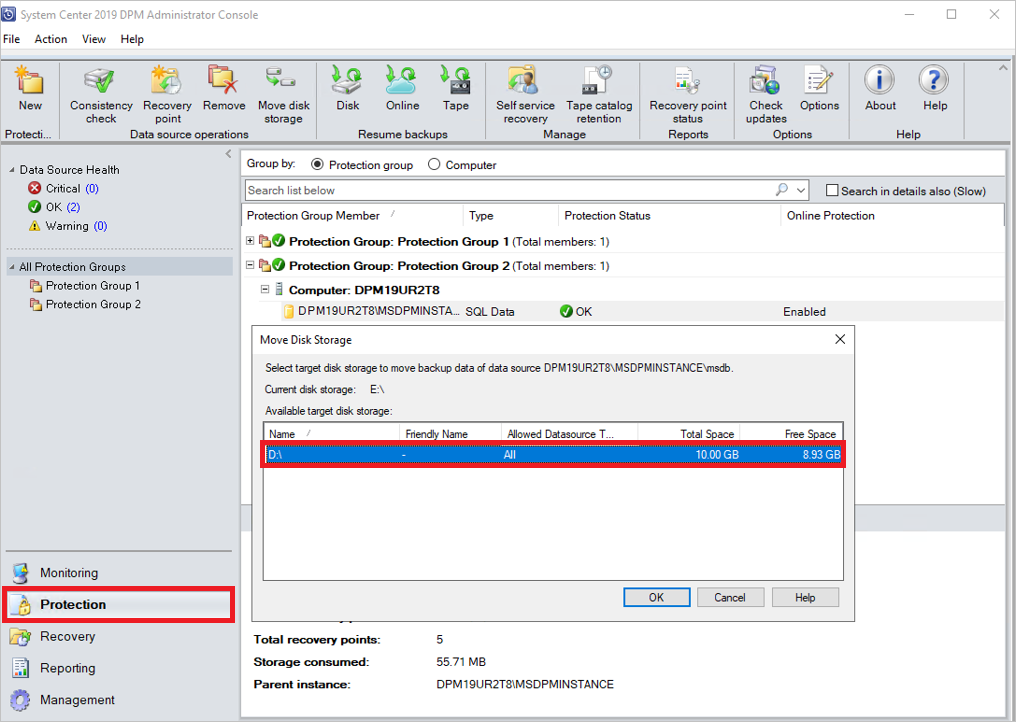 System Center 2019 DPM Administrator Console
File Action View Help
New
Consistency check
Recovery point
Remove
Move disk storage
Disk
Online
Tape
Self service recovery
Tape catalog retention
Recovery point status
Check updates
Options
About
Help
Protecti...
Data source operations
Resume backups
Manage
Reports
Options
Help
Data Source Health
Critical (0)
OK (2)
Warning (0)
All Protection Groups
Protection Group 1
Protection Group 2
Group by: Protection group Computer
Search list below
Search in details also (Slow)
Protection Group Member / Type Protection Status Online Protection
Protection Group: Protection Group 1 (Total members: 1)
Protection Group: Protection Group 2 (Total members: 1)
Computer: DPM19UR2T8
DPM19UR2T8\MSDPMINSTA... SQL Data OK Enabled
Move Disk Storage
Select target disk storage to move backup data of data source DPM19UR2T8\MSDPMINSTANCE\msdb.
Current disk storage: E:\
Available target disk storage:
Name / Friendly Name Allowed Datasource T... Total Space Free Space
D:\ - All 10.00 GB 8.93 GB
OK Cancel Help
Total recovery points: 5
Storage consumed: 55.71 MB
Parent instance: DPM19UR2T8\MSDPMINSTANCE
Monitoring
Protection
Recovery
Reporting
Management